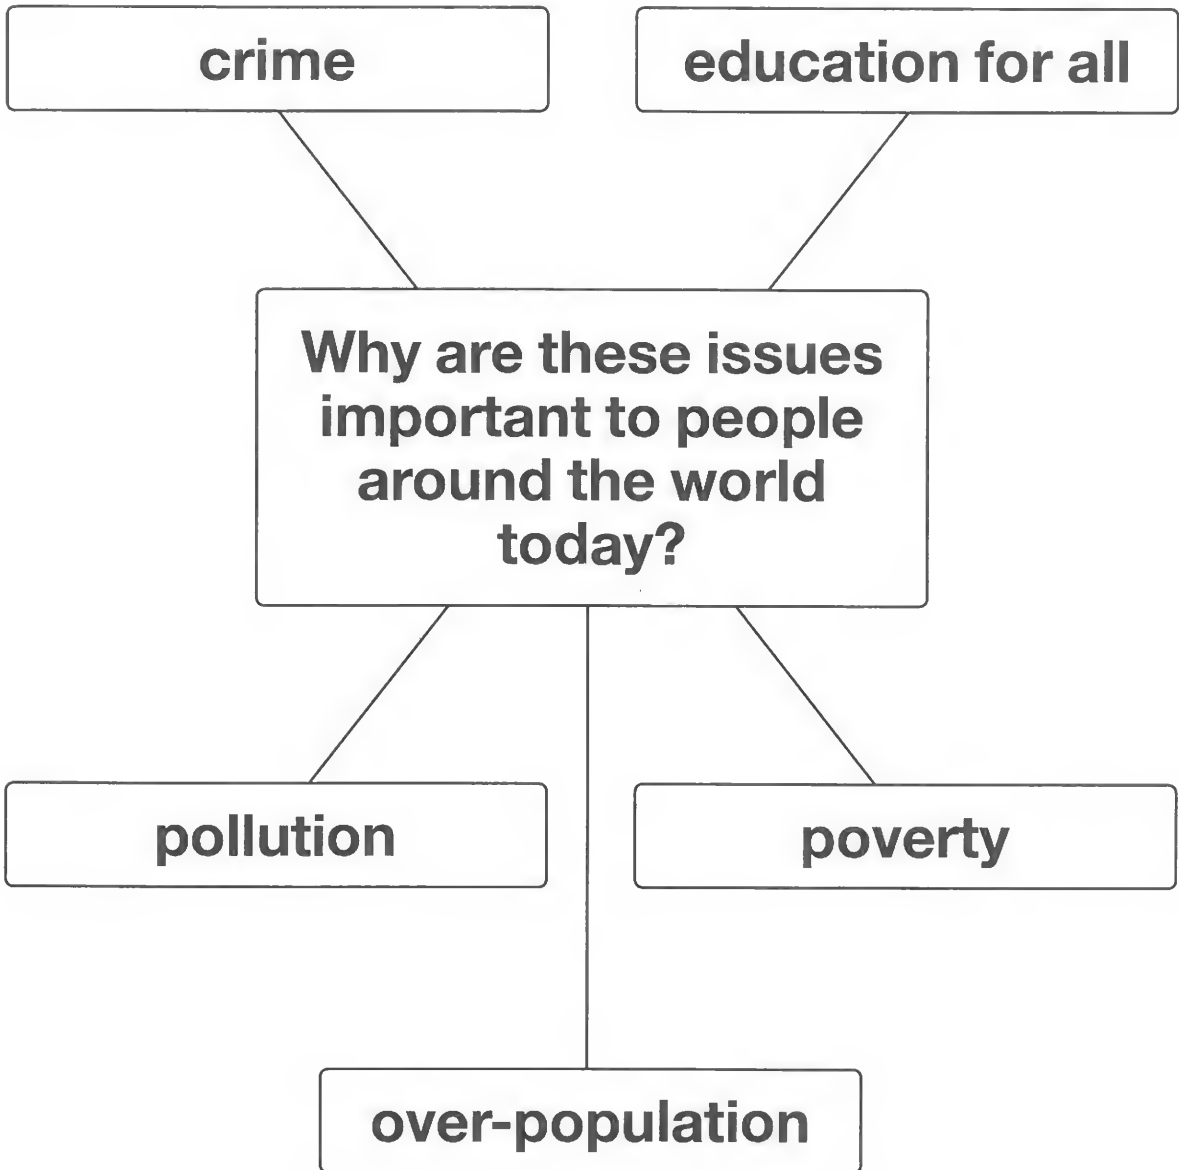 crime
education for all
Why are these issues
important to people
around the world
today?
pollution
poverty
over-population